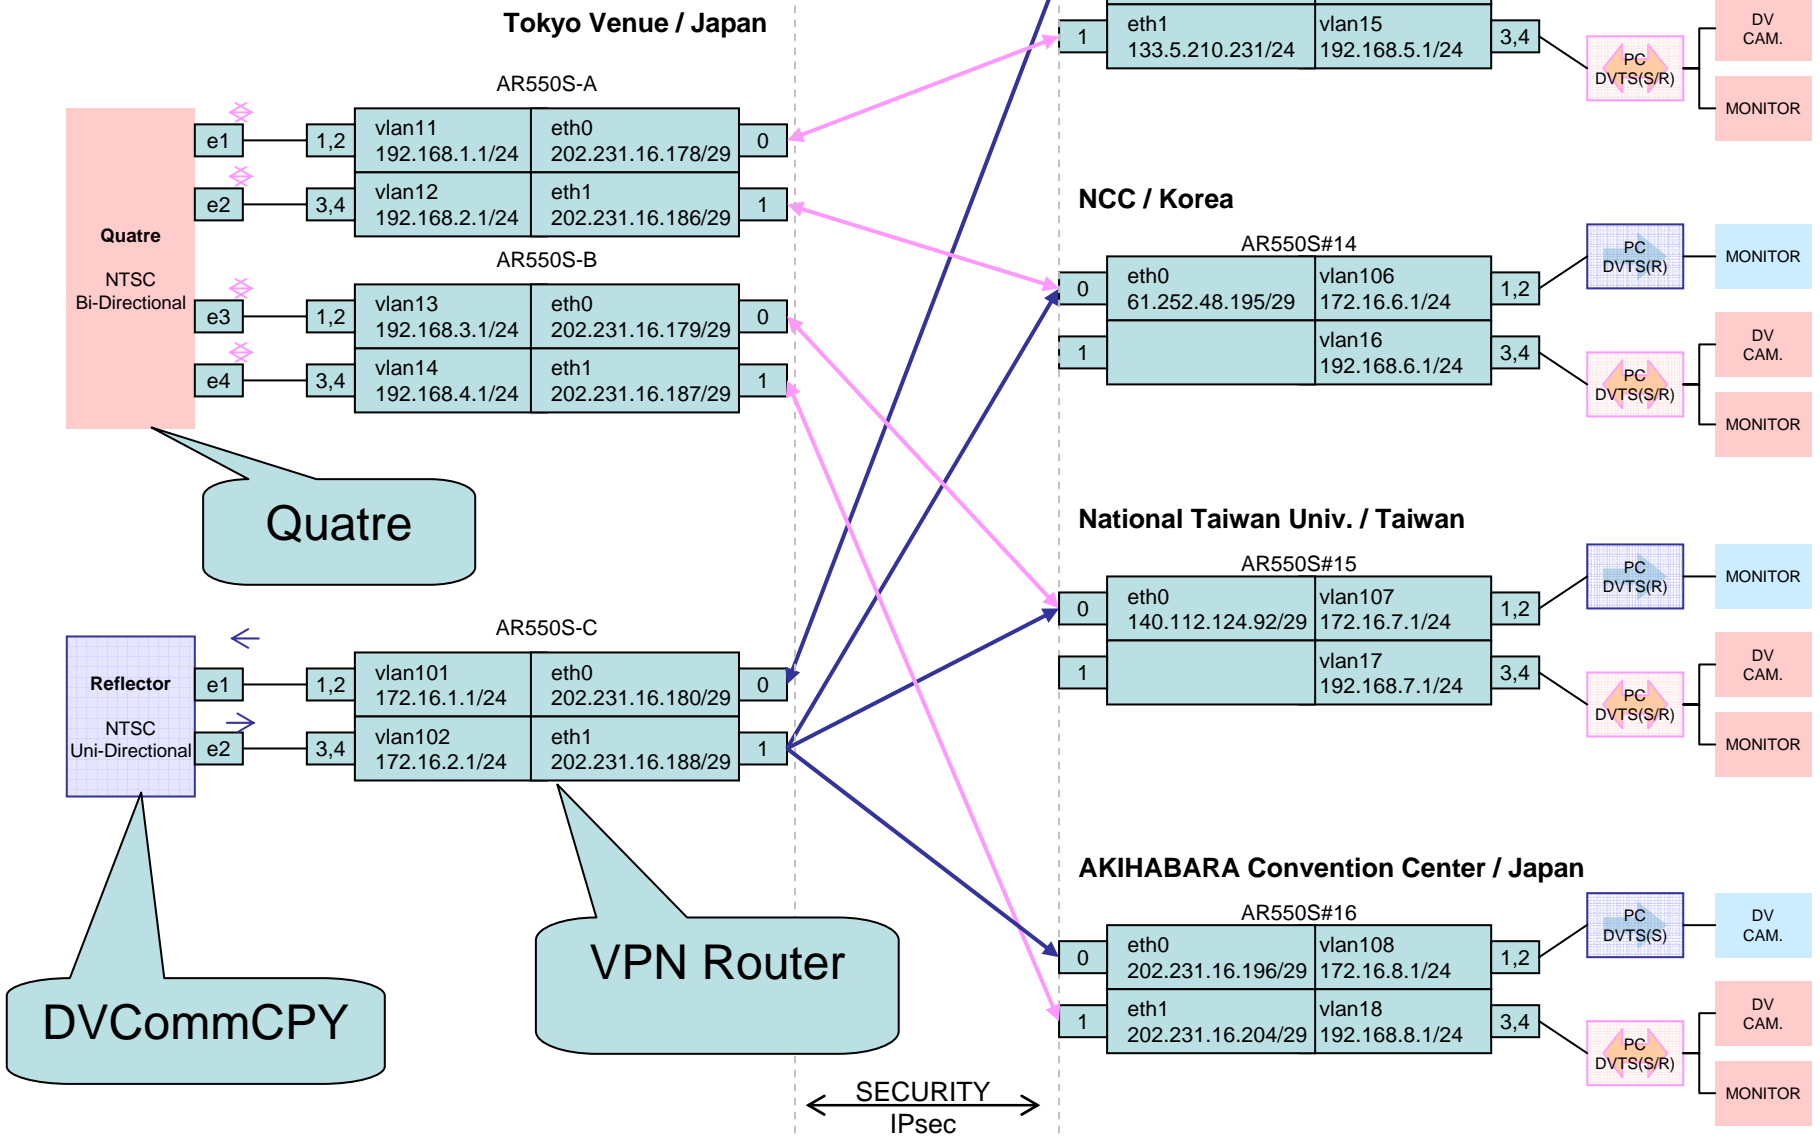 Tokyo Venue / Japan
AR550S-A
Quatre
NTSC
Bi-Directional
e1
1,2
vlan11
192.168.1.1/24
eth0
202.231.16.178/29
0
e2
3,4
vlan12
192.168.2.1/24
eth1
202.231.16.186/29
1
AR550S-B
e3
1,2
vlan13
192.168.3.1/24
eth0
202.231.16.179/29
0
e4
3,4
vlan14
192.168.4.1/24
eth1
202.231.16.187/29
1
Quatre
AR550S-C
Reflector
NTSC
Uni-Directional
e1
1,2
vlan101
172.16.1.1/24
eth0
202.231.16.180/29
0
e2
3,4
vlan102
172.16.2.1/24
eth1
202.231.16.188/29
1
DVCommCPY
VPN Router
SECURITY
IPsec
1
eth1
133.5.210.231/24
vlan15
192.168.5.1/24
3,4
PC
DVTS(S/R)
DV
CAM.
MONITOR
NCC / Korea
AR550S#14
0
eth0
61.252.48.195/29
vlan106
172.16.6.1/24
1,2
PC
DVTS(R)
MONITOR
1
vlan16
192.168.6.1/24
3,4
PC
DVTS(S/R)
DV
CAM.
MONITOR
National Taiwan Univ. / Taiwan
AR550S#15
0
eth0
140.112.124.92/29
vlan107
172.16.7.1/24
1,2
PC
DVTS(R)
MONITOR
1
vlan17
192.168.7.1/24
3,4
PC
DVTS(S/R)
DV
CAM.
MONITOR
AKIHABARA Convention Center / Japan
AR550S#16
0
eth0
202.231.16.196/29
vlan108
172.16.8.1/24
1,2
PC
DVTS(S)
DV
CAM.
1
eth1
202.231.16.204/29
vlan18
192.168.8.1/24
3,4
PC
DVTS(S/R)
DV
CAM.
MONITOR